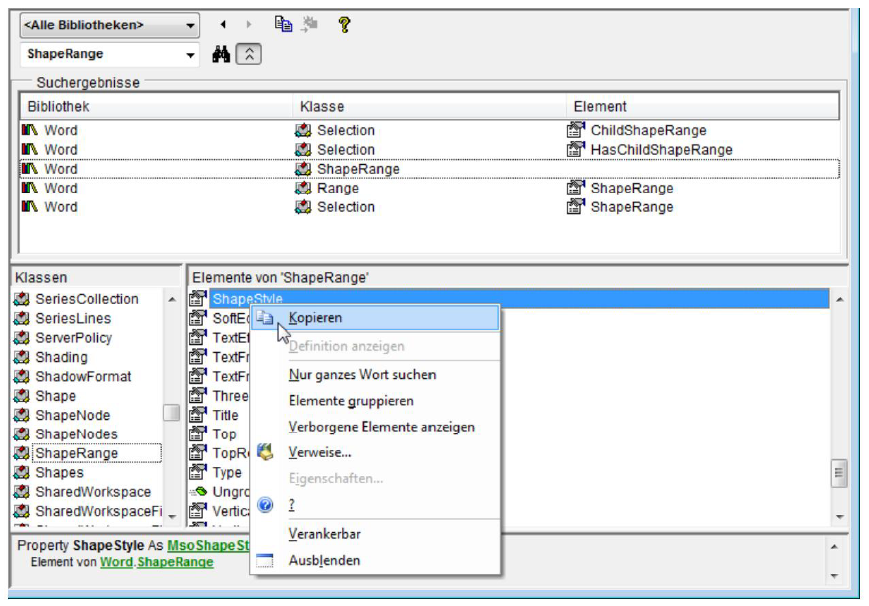 <Alle Bibliotheken>
ShapeRange
Suchergebnisse
Bibliothek Klasse Element
Word Selection ChildShapeRange
Word Selection HasChildShapeRange
Word ShapeRange
Word Range ShapeRange
Word Selection ShapeRange
Klassen
SeriesCollection
SeriesLines
ServerPolicy
Shading
ShadowFormat
Shape
ShapeNode
ShapeNodes
ShapeRange
Shapes
SharedWorkspace
SharedWorkspaceFi
Elemente von 'ShapeRange'
ShapeStyle
SoftEd
TextEf
TextFr
TextFr
Three
Title
Top
TopRe
Type
Ungro
Vertica
Kopieren
Definition anzeigen
Nur ganzes Wort suchen
Elemente gruppieren
Verborgene Elemente anzeigen
Verweise...
Eigenschaften...
?
Verankerbar
Ausblenden
Property ShapeStyle As MsoShapeSt
Element von Word.ShapeRange